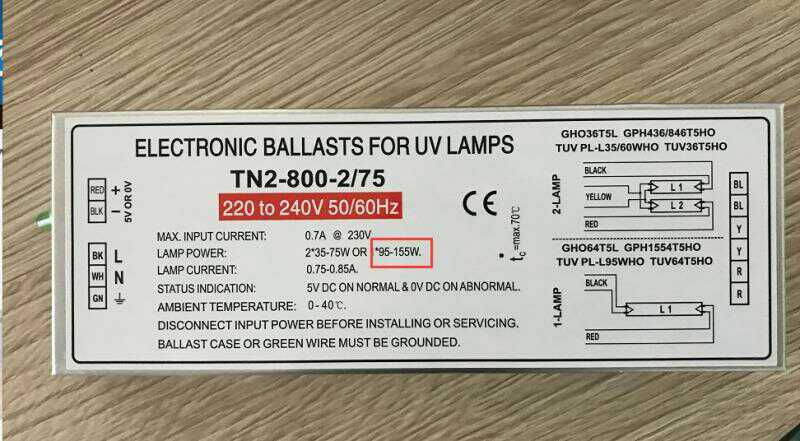 ELECTRONIC BALLASTS FOR UV LAMPS
TN2-800-2/75
220 to 240V 50/60Hz
CE
tc=max.70℃
RED +
BLK -
5V OR 0V
BK L
WH N
GN
MAX. INPUT CURRENT: 0.7A @ 230V
LAMP POWER: 2*35-75W OR *95-155W.
LAMP CURRENT: 0.75-0.85A.
STATUS INDICATION: 5V DC ON NORMAL & 0V DC ON ABNORMAL.
AMBIENT TEMPERATURE: 0-40℃.
DISCONNECT INPUT POWER BEFORE INSTALLING OR SERVICING.
BALLAST CASE OR GREEN WIRE MUST BE GROUNDED.
GHO36T5L GPH436/846T5HO
TUV PL-L35/60WHO TUV36T5HO
2-LAMP
BLACK
YELLOW
RED
L 1
L 2
GHO64T5L GPH1554T5HO
TUV PL-L95WHO TUV64T5HO
1-LAMP
BLACK
RED
L 1
BL
BL
Y
Y
R
R